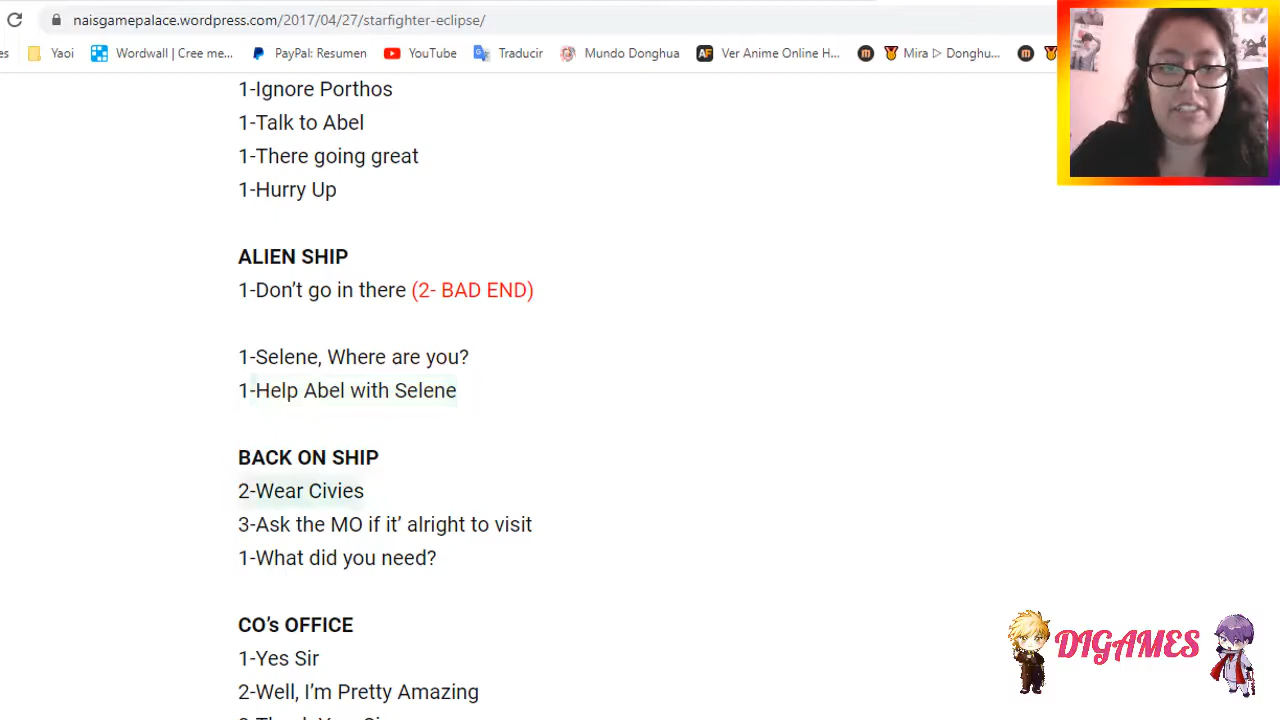 naisgamepalace.wordpress.com/2017/04/27/starfighter-eclipse/
Yaoi
Wordwall | Cree me...
PayPal: Resumen
YouTube
Traducir
Mundo Donghua
AF Ver Anime Online H...
Mira ▷ Donghu...
1-Ignore Porthos
1-Talk to Abel
1-There going great
1-Hurry Up
ALIEN SHIP
1-Don’t go in there (2- BAD END)
1-Selene, Where are you?
1-Help Abel with Selene
BACK ON SHIP
2-Wear Civies
3-Ask the MO if it’ alright to visit
1-What did you need?
CO’s OFFICE
1-Yes Sir
2-Well, I’m Pretty Amazing
DIGAMES